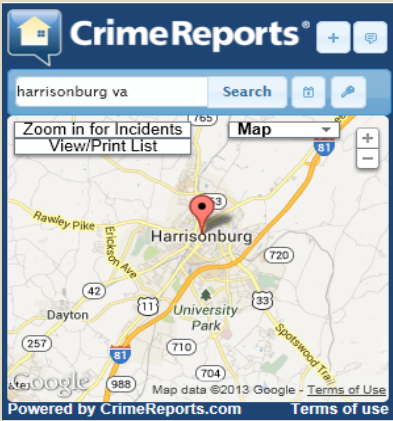 CrimeReports®
harrisonburg va Search
Zoom in for Incidents
View/Print List
Map
765
81
253
Rawley Pike
Harrisonburg
Erickson Ave
720
42
11
33
Dayton
University
Park
Spotswood Trail
257
710
81
704
988
Google
Map data ©2013 Google - Terms of Use
Powered by CrimeReports.com Terms of use